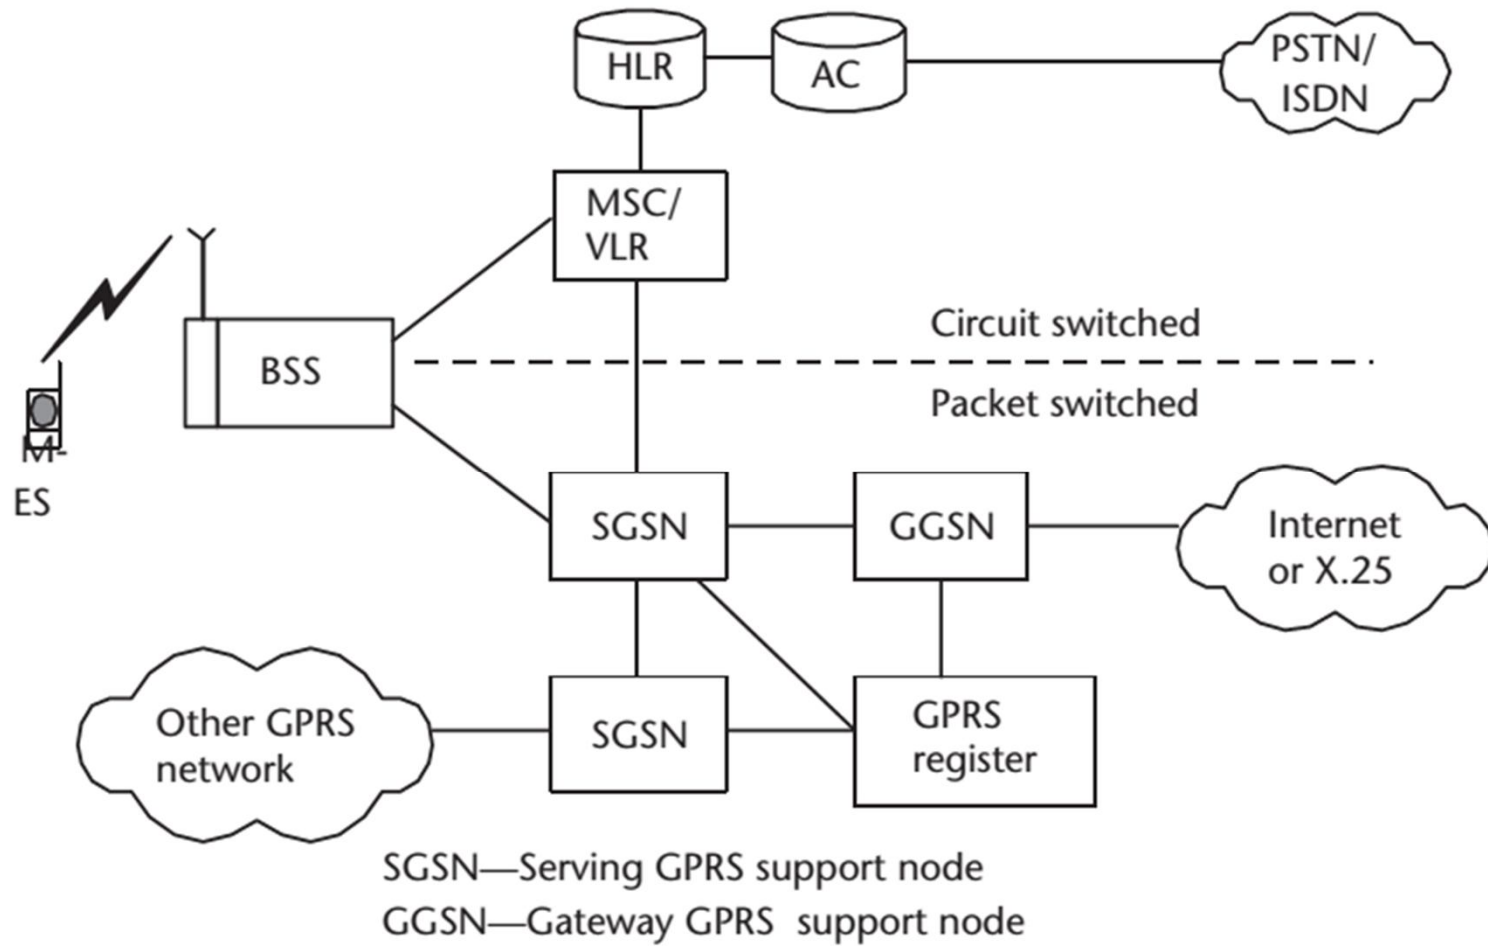 HLR
AC
PSTN/
ISDN
MSC/
VLR
Circuit switched
BSS
Packet switched
M-
ES
SGSN
GGSN
Internet
or X.25
Other GPRS
network
SGSN
GPRS
register
SGSN—Serving GPRS support node
GGSN—Gateway GPRS support node